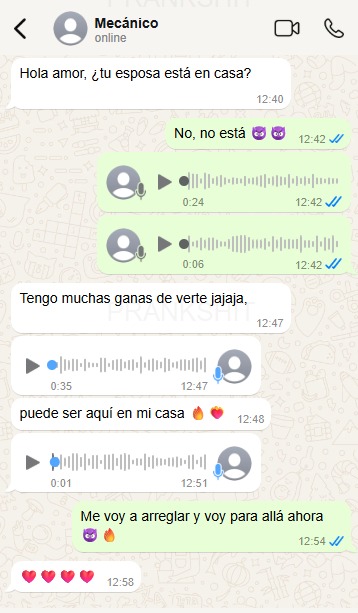 PRANKSHIT
Mecánico
online
Hola amor, ¿tu esposa está en casa?
12:40
No, no está 😈 😈
12:42
0:24
12:42
0:06
12:42
Tengo muchas ganas de verte jajaja,
PRANKSHIT
12:47
0:35
12:47
puede ser aquí en mi casa 🔥 ❤️‍🔥
12:48
0:01
12:51
Me voy a arreglar y voy para allá ahora
😈 🔥
12:54
❤️ ❤️ ❤️ ❤️
12:58